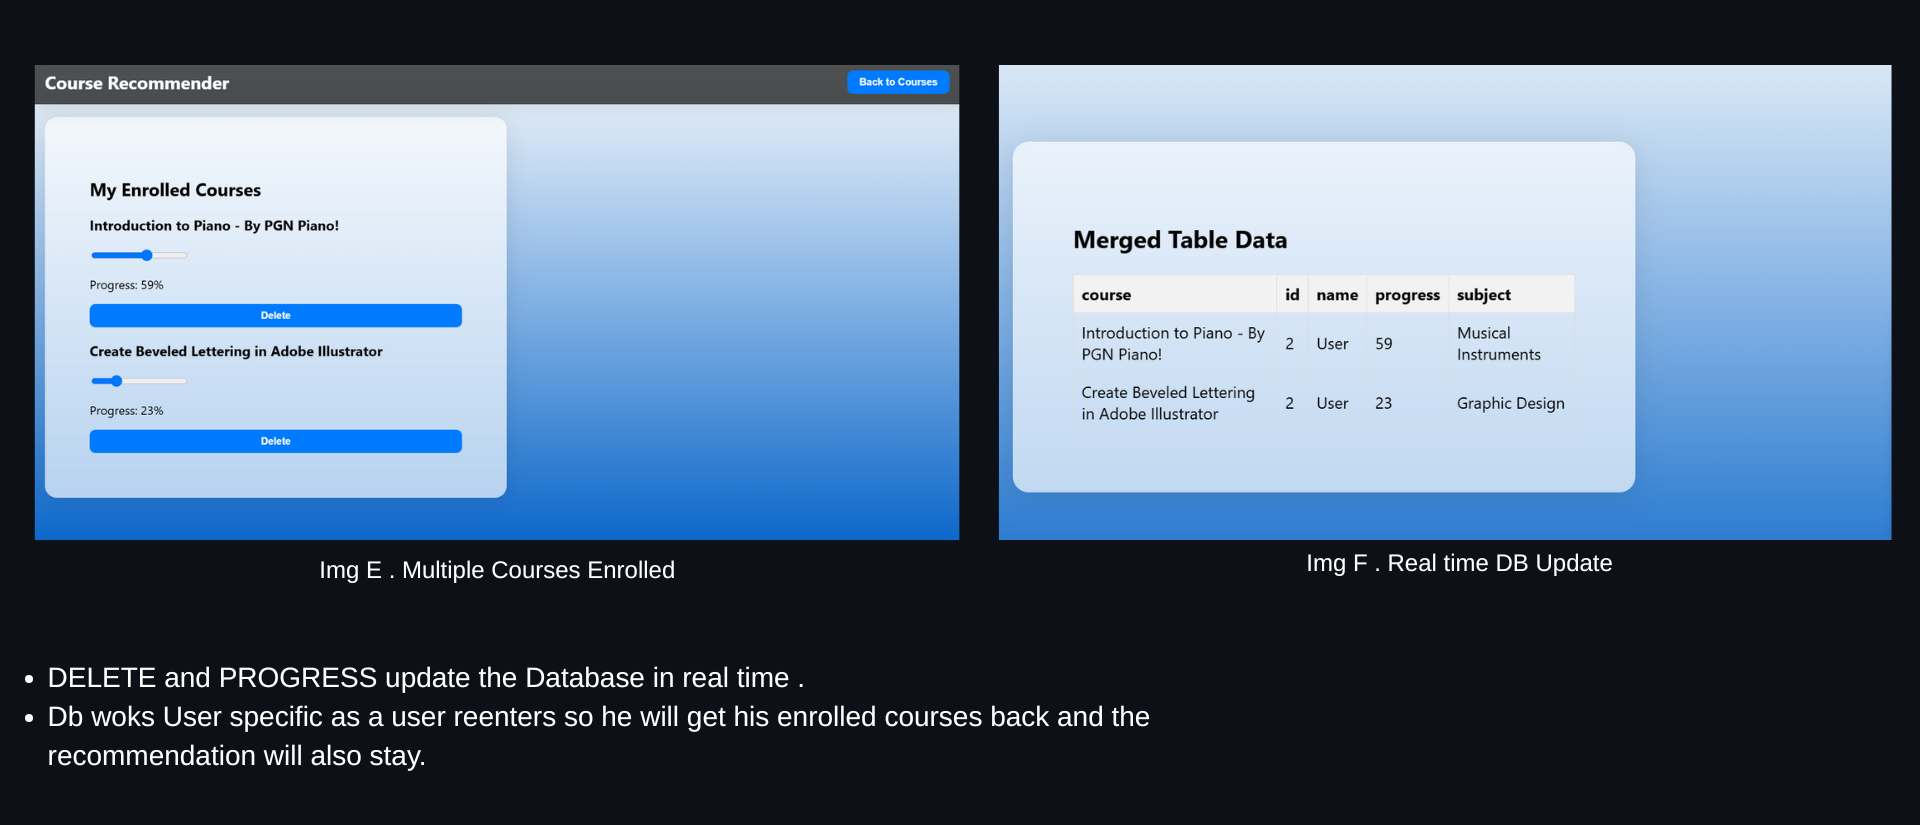 Course Recommender
Back to Courses
My Enrolled Courses
Introduction to Piano - By PGN Piano!
Progress: 59%
Delete
Create Beveled Lettering in Adobe Illustrator
Progress: 23%
Delete
Img E . Multiple Courses Enrolled
Merged Table Data
course id name progress subject
Introduction to Piano - By PGN Piano! 2 User 59 Musical Instruments
Create Beveled Lettering in Adobe Illustrator 2 User 23 Graphic Design
Img F . Real time DB Update
• DELETE and PROGRESS update the Database in real time .
• Db woks User specific as a user reenters so he will get his enrolled courses back and the
recommendation will also stay.